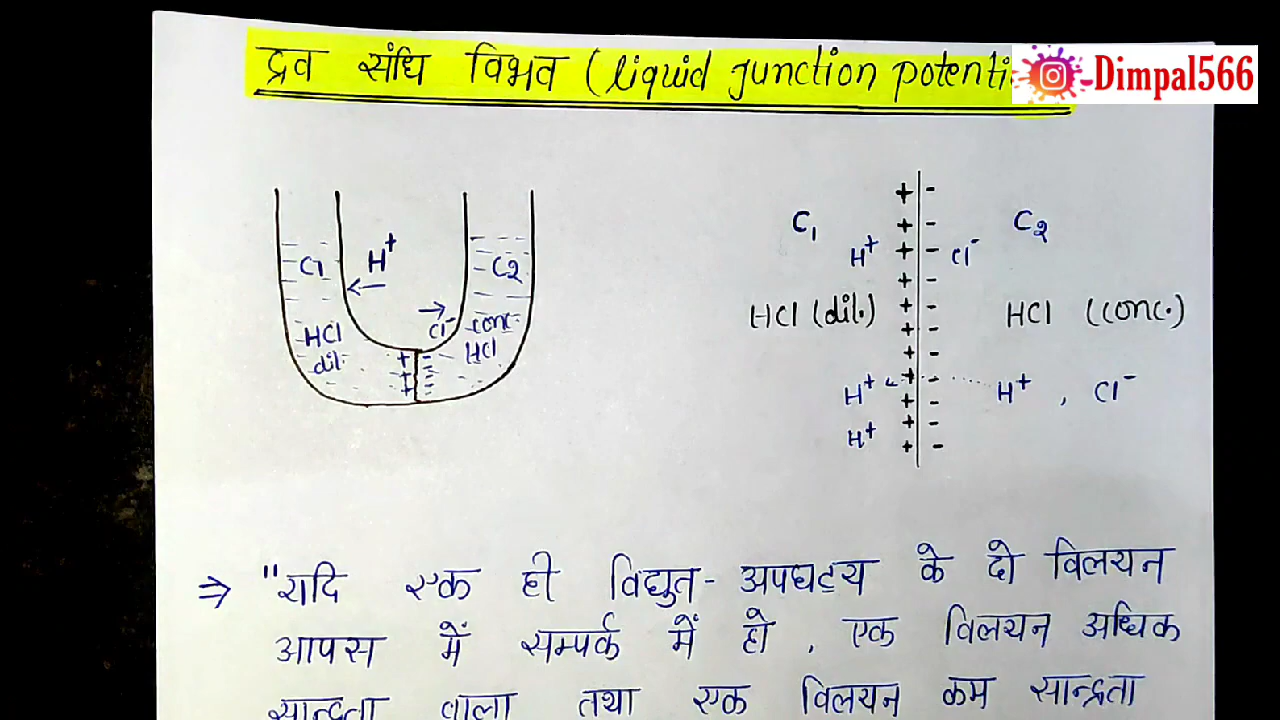 द्रव संधि विभव (liquid junction potenti
-Dimpal566
C1 H+ C2
HCl dil. Cl- conc. HCl
C1 C2
H+ Cl-
HCl (dil.) HCl (conc.)
H+ H+ , Cl-
H+
⇒ "यदि एक ही विद्युत-अपघट्य के दो विलयन
आपस में सम्पर्क में हो , एक विलयन अधिक
सान्द्रता वाला तथा एक विलयन कम सान्द्रता